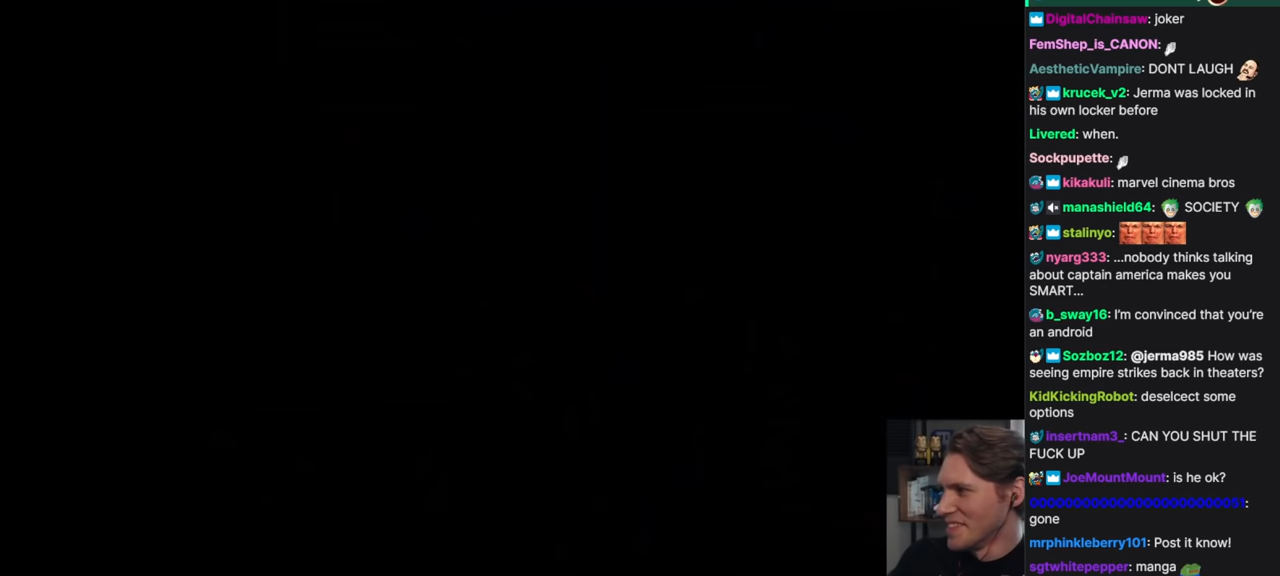 DigitalChainsaw: joker
FemShep_is_CANON:
AestheticVampire: DONT LAUGH
krucek_v2: Jerma was locked in
his own locker before
Livered: when.
Sockpupette:
kikakuli: marvel cinema bros
manashield64: SOCIETY
stalinyo:
nyarg333: ...nobody thinks talking
about captain america makes you
SMART...
b_sway16: I'm convinced that you're
an android
Sozboz12: @jerma985 How was
seeing empire strikes back in theaters?
KidKickingRobot: deselcect some
options
insertnam3_: CAN YOU SHUT THE
FUCK UP
JoeMountMount: is he ok?
gone
mrphinkleberry101: Post it know!
sgtwhitepepper: manga